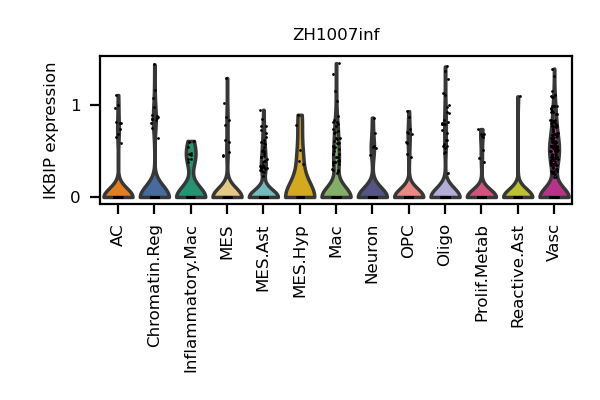 ZH1007inf
IKBIP expression
1
0
AC
Chromatin.Reg
Inflammatory.Mac
MES
MES.Ast
MES.Hyp
Mac
Neuron
OPC
Oligo
Prolif.Metab
Reactive.Ast
Vasc